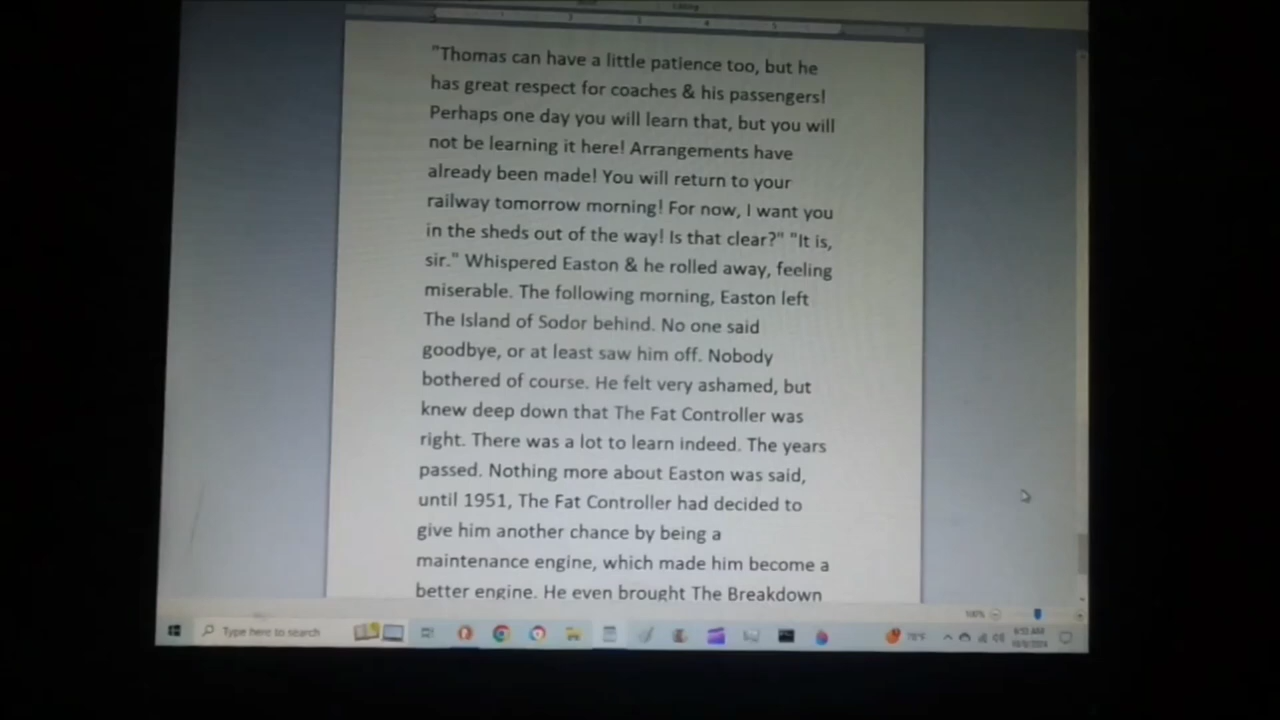 "Thomas can have a little patience too, but he
has great respect for coaches & his passengers!
Perhaps one day you will learn that, but you will
not be learning it here! Arrangements have
already been made! You will return to your
railway tomorrow morning! For now, I want you
in the sheds out of the way! Is that clear?" "It is,
sir." Whispered Easton & he rolled away, feeling
miserable. The following morning, Easton left
The Island of Sodor behind. No one said
goodbye, or at least saw him off. Nobody
bothered of course. He felt very ashamed, but
knew deep down that The Fat Controller was
right. There was a lot to learn indeed. The years
passed. Nothing more about Easton was said,
until 1951, The Fat Controller had decided to
give him another chance by being a
maintenance engine, which made him become a
better engine. He even brought The Breakdown
100%
Type here to search